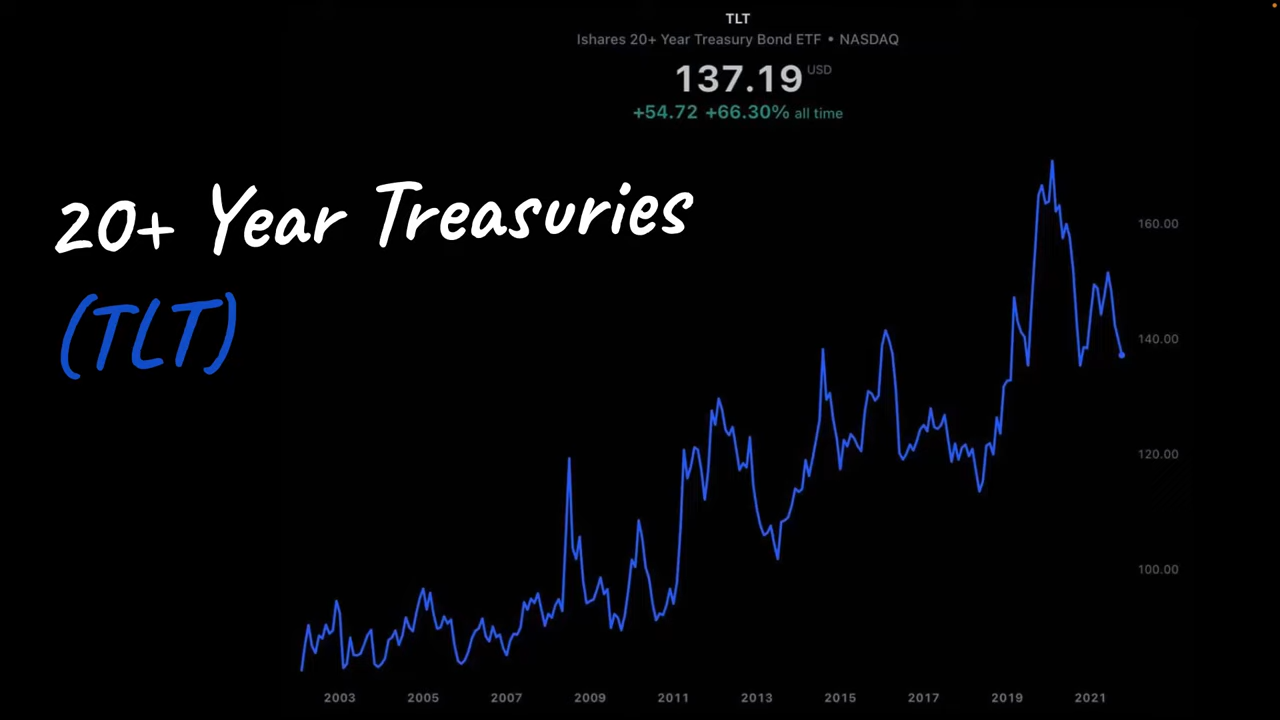 TLT
Ishares 20+ Year Treasury Bond ETF • NASDAQ
137.19 USD
+54.72 +66.30% all time
20+ Year Treasuries
(TLT)
160.00
140.00
120.00
100.00
2003 2005 2007 2009 2011 2013 2015 2017 2019 2021